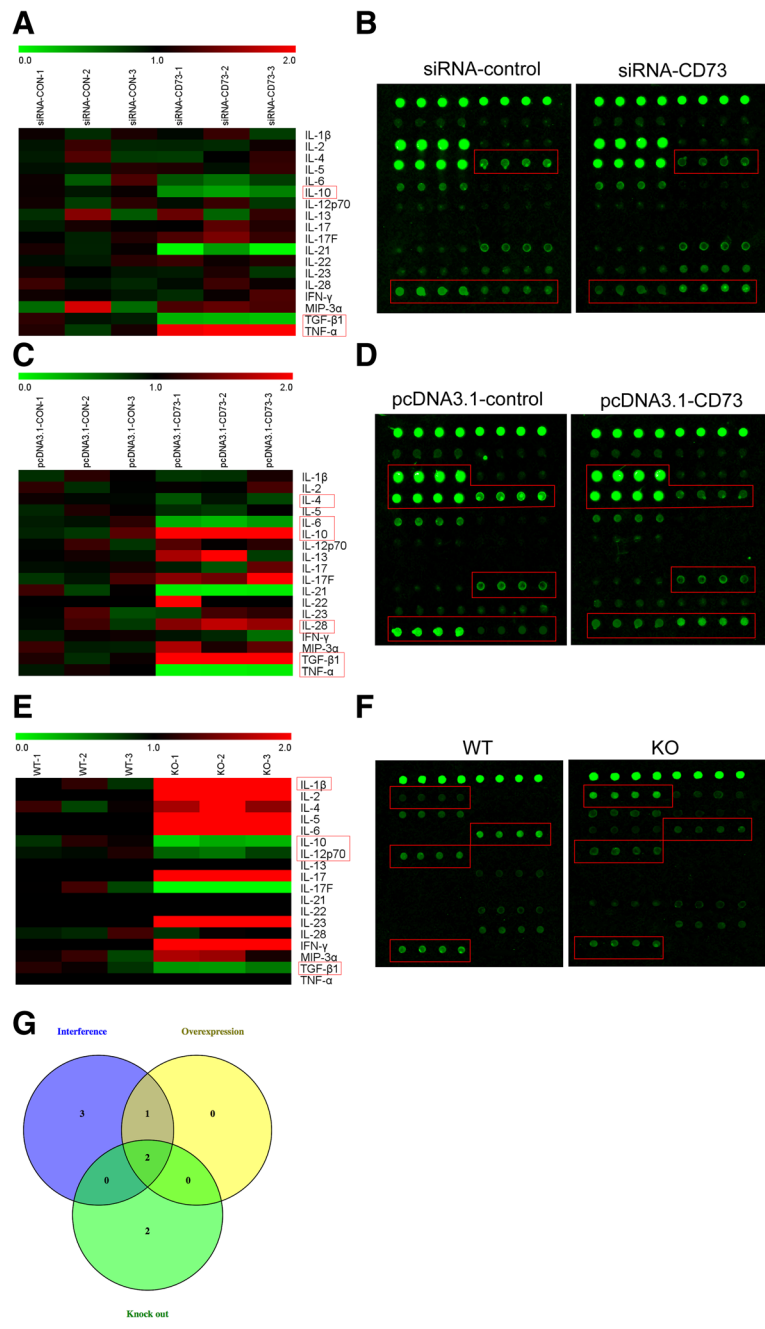 A
0.0 1.0 2.0
siRNA-CON-1
siRNA-CON-2
siRNA-CON-3
siRNA-CD73-1
siRNA-CD73-2
siRNA-CD73-3
IL-1β
IL-2
IL-4
IL-5
IL-6
IL-10
IL-12p70
IL-13
IL-17
IL-17F
IL-21
IL-22
IL-23
IL-28
IFN-γ
MIP-3α
TGF-β1
TNF-α
B
siRNA-control siRNA-CD73
C
0.0 1.0 2.0
pcDNA3.1-CON-1
pcDNA3.1-CON-2
pcDNA3.1-CON-3
pcDNA3.1-CD73-1
pcDNA3.1-CD73-2
pcDNA3.1-CD73-3
IL-1β
IL-2
IL-4
IL-5
IL-6
IL-10
IL-12p70
IL-13
IL-17
IL-17F
IL-21
IL-22
IL-23
IL-28
IFN-γ
MIP-3α
TGF-β1
TNF-α
D
pcDNA3.1-control pcDNA3.1-CD73
E
0.0 1.0 2.0
WT-1
WT-2
WT-3
KO-1
KO-2
KO-3
IL-1β
IL-2
IL-4
IL-5
IL-6
IL-10
IL-12p70
IL-13
IL-17
IL-17F
IL-21
IL-22
IL-23
IL-28
IFN-γ
MIP-3α
TGF-β1
TNF-α
F
WT KO
G
Interference Overexpression
3 1 0
2
0 0
2
Knock out